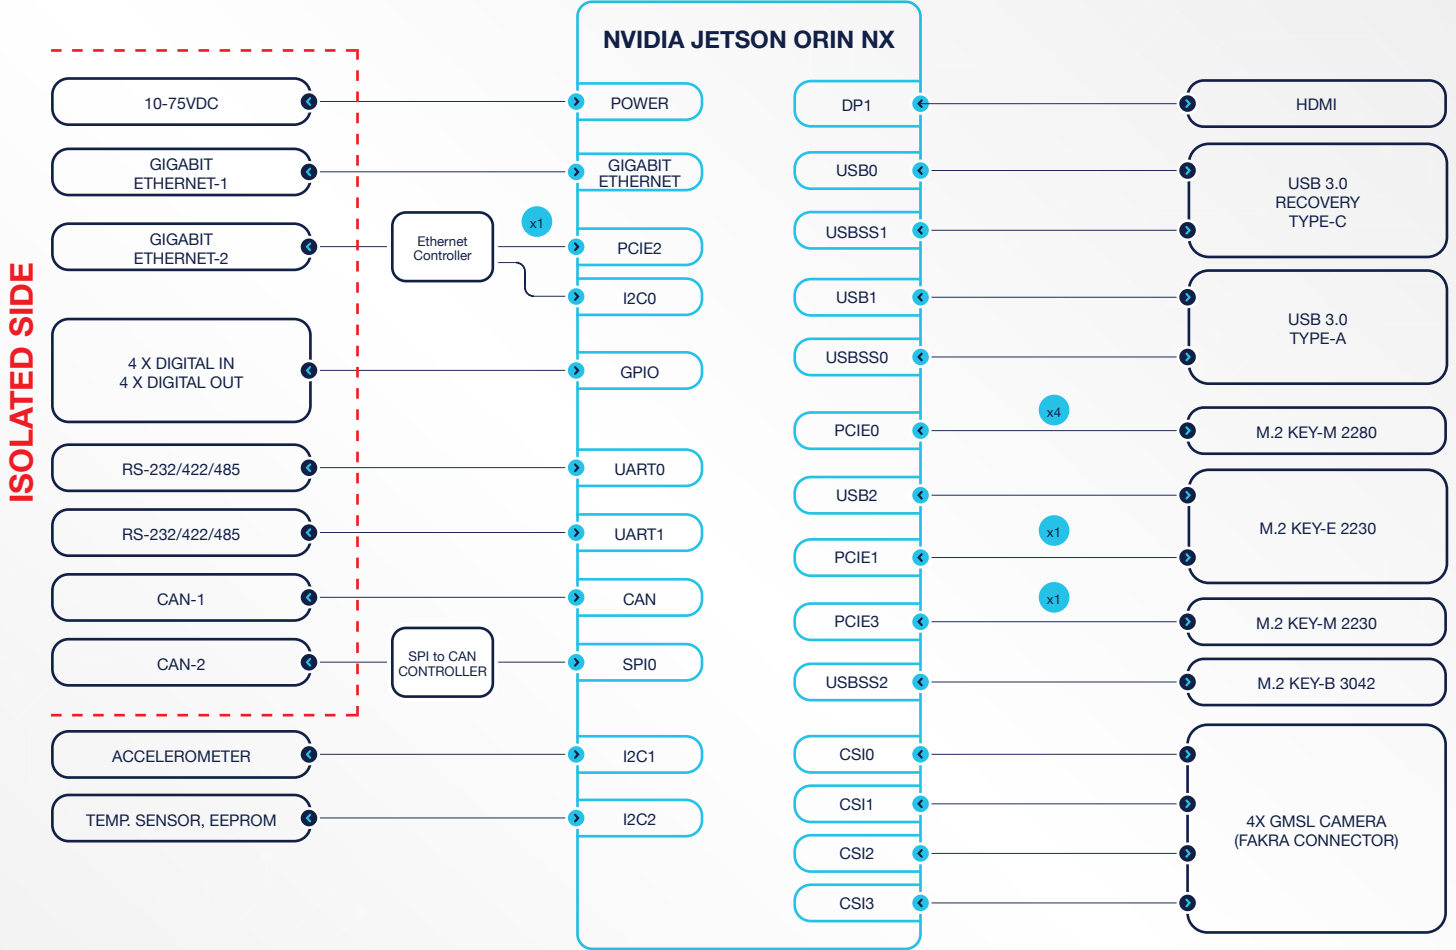 NVIDIA JETSON ORIN NX
ISOLATED SIDE
10-75VDC
GIGABIT
ETHERNET-1
GIGABIT
ETHERNET-2
4 X DIGITAL IN
4 X DIGITAL OUT
RS-232/422/485
RS-232/422/485
CAN-1
CAN-2
ACCELEROMETER
TEMP. SENSOR, EEPROM
Ethernet
Controller
x1
SPI to CAN
CONTROLLER
POWER
GIGABIT
ETHERNET
PCIE2
I2C0
GPIO
UART0
UART1
CAN
SPI0
I2C1
I2C2
DP1
USB0
USBSS1
USB1
USBSS0
PCIE0
USB2
PCIE1
PCIE3
USBSS2
CSI0
CSI1
CSI2
CSI3
x4
x1
x1
HDMI
USB 3.0
RECOVERY
TYPE-C
USB 3.0
TYPE-A
M.2 KEY-M 2280
M.2 KEY-E 2230
M.2 KEY-M 2230
M.2 KEY-B 3042
4X GMSL CAMERA
(FAKRA CONNECTOR)